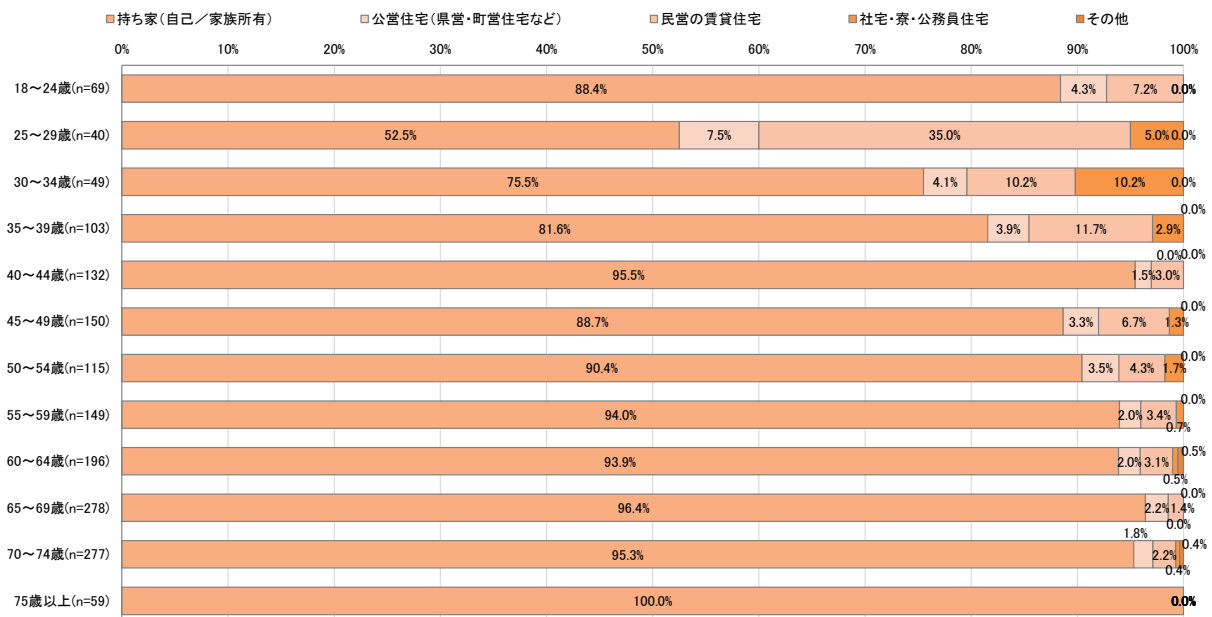 ■持ち家(自己／家族所有) □公営住宅(県営・町営住宅など) □民営の賃貸住宅 ■社宅・寮・公務員住宅 ■その他
0% 10% 20% 30% 40% 50% 60% 70% 80% 90% 100%
18～24歳(n=69) 88.4% 4.3% 7.2% 0.0% 0.0%
25～29歳(n=40) 52.5% 7.5% 35.0% 5.0% 0.0%
30～34歳(n=49) 75.5% 4.1% 10.2% 10.2% 0.0%
35～39歳(n=103) 81.6% 3.9% 11.7% 2.9% 0.0%
40～44歳(n=132) 95.5% 1.5% 3.0% 0.0% 0.0%
45～49歳(n=150) 88.7% 3.3% 6.7% 1.3% 0.0%
50～54歳(n=115) 90.4% 3.5% 4.3% 1.7% 0.0%
55～59歳(n=149) 94.0% 2.0% 3.4% 0.7% 0.0%
60～64歳(n=196) 93.9% 2.0% 3.1% 0.5% 0.5%
65～69歳(n=278) 96.4% 2.2% 1.4% 0.0% 0.0%
70～74歳(n=277) 95.3% 1.8% 2.2% 0.4% 0.4%
75歳以上(n=59) 100.0% 0.0%